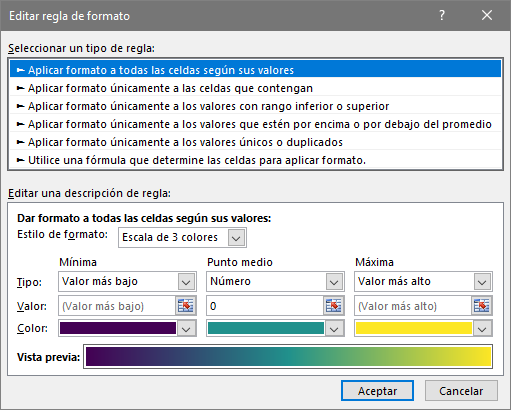 Editar regla de formato
?
Seleccionar un tipo de regla:
► Aplicar formato a todas las celdas según sus valores
► Aplicar formato únicamente a las celdas que contengan
► Aplicar formato únicamente a los valores con rango inferior o superior
► Aplicar formato únicamente a los valores que estén por encima o por debajo del promedio
► Aplicar formato únicamente a los valores únicos o duplicados
► Utilice una fórmula que determine las celdas para aplicar formato.
Editar una descripción de regla:
Dar formato a todas las celdas según sus valores:
Estilo de formato: Escala de 3 colores
Mínima Punto medio Máxima
Tipo: Valor más bajo Número Valor más alto
Valor: (Valor más bajo) 0 (Valor más alto)
Color:
Vista previa:
Aceptar Cancelar